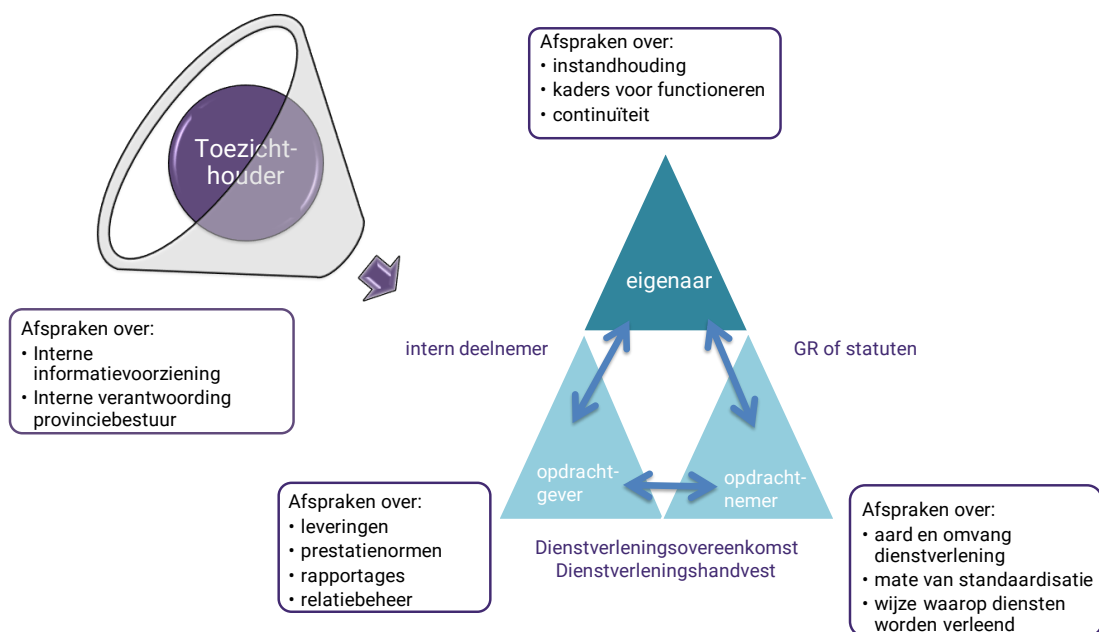 Afspraken over:
• instandhouding
• kaders voor functioneren
• continuïteit
Toezicht-
houder
eigenaar
Afspraken over:
• Interne
informatievoorziening
• Interne verantwoording
provinciebestuur
intern deelnemer
GR of statuten
opdracht-
gever
opdracht-
nemer
Afspraken over:
• leveringen
• prestatienormen
• rapportages
• relatiebeheer
Dienstverleningsovereenkomst
Dienstverleningshandvest
Afspraken over:
• aard en omvang
dienstverlening
• mate van standaardisatie
• wijze waarop diensten
worden verleend